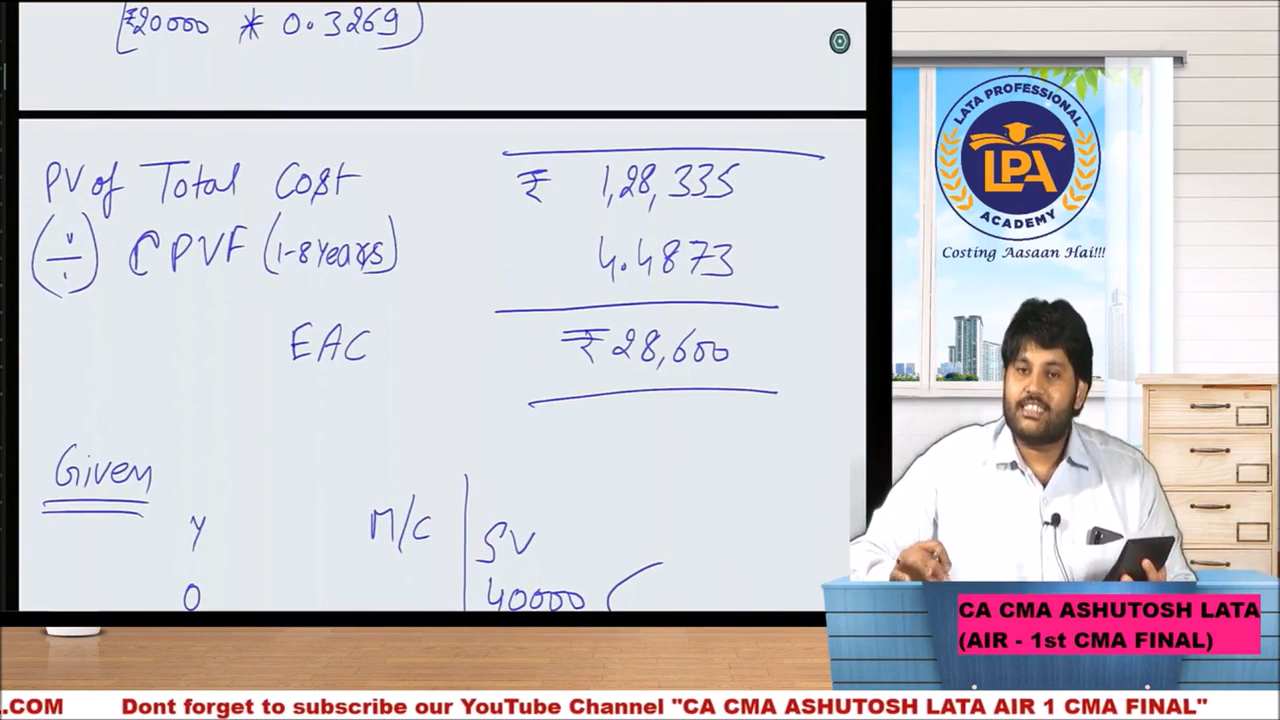 [₹20000 * 0.3269)
PV of Total Cost ₹ 1,28,335
(÷) CPVF (1-8 Years) 4.4873
EAC ₹28,600
Given
Y M/C SV
0 40000
LATA PROFESSIONAL
LPA
ACADEMY
Costing Aasaan Hai!!!
CA CMA ASHUTOSH LATA
(AIR - 1st CMA FINAL)
.COM Dont forget to subscribe our YouTube Channel "CA CMA ASHUTOSH LATA AIR 1 CMA FINAL"